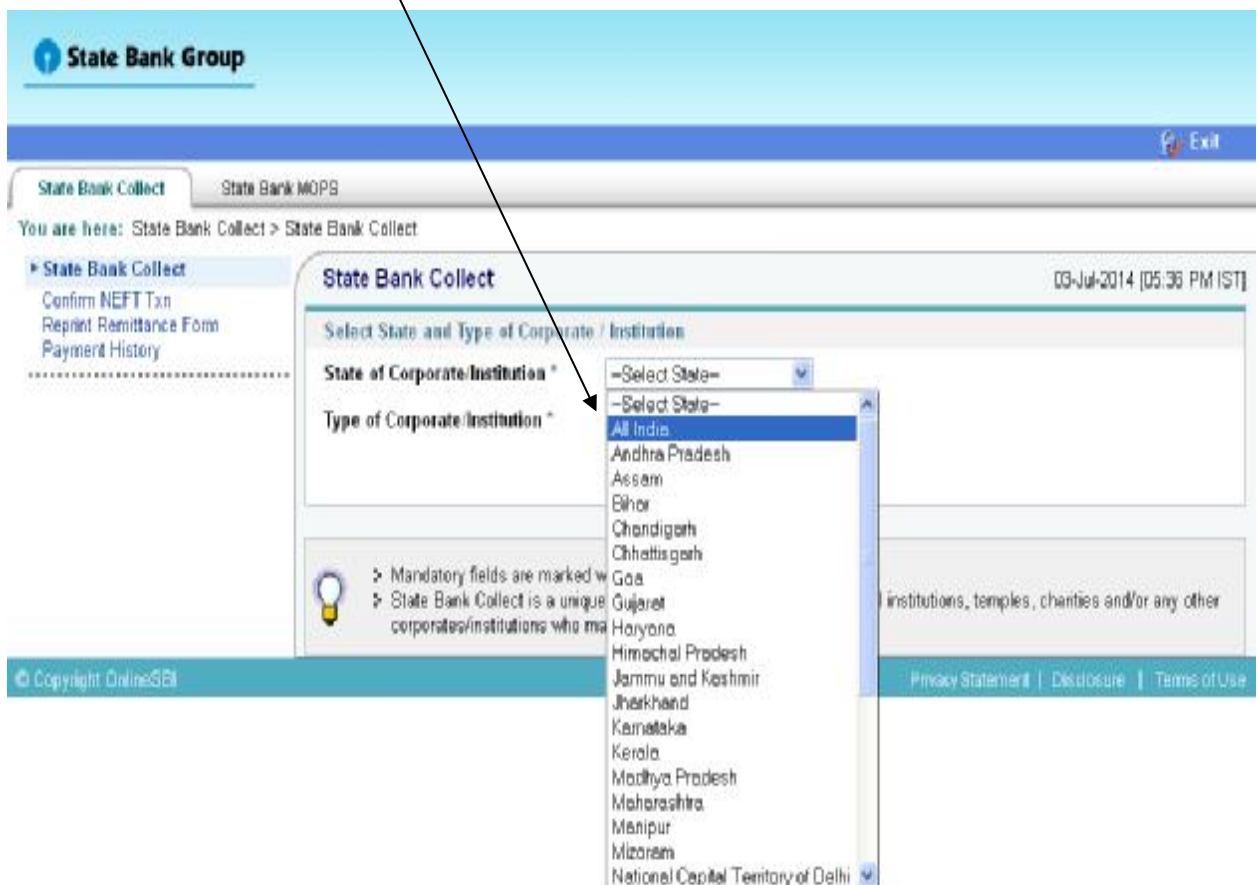 State Bank Group
Exit
State Bank Collect State Bank MOPS
You are here: State Bank Collect > State Bank Collect
State Bank Collect
Confirm NEFT Txn
Reprint Remittance Form
Payment History
State Bank Collect 03-Jul-2014 [05:36 PM IST]
Select State and Type of Corporate / Institution
State of Corporate/Institution * --Select State--
Type of Corporate/Institution *
--Select State--
All India
Andhra Pradesh
Assam
Bihar
Chandigarh
Chhattisgarh
Goa
Gujarat
Haryana
Himachal Pradesh
Jammu and Kashmir
Jharkhand
Karnataka
Kerala
Madhya Pradesh
Maharashtra
Manipur
Mizoram
National Capital Territory of Delhi
> Mandatory fields are marked w
> State Bank Collect is a unique l institutions, temples, charities and/or any other
corporates/institutions who ma
© Copyright OnlineSBI Privacy Statement | Disclosure | Terms of Use